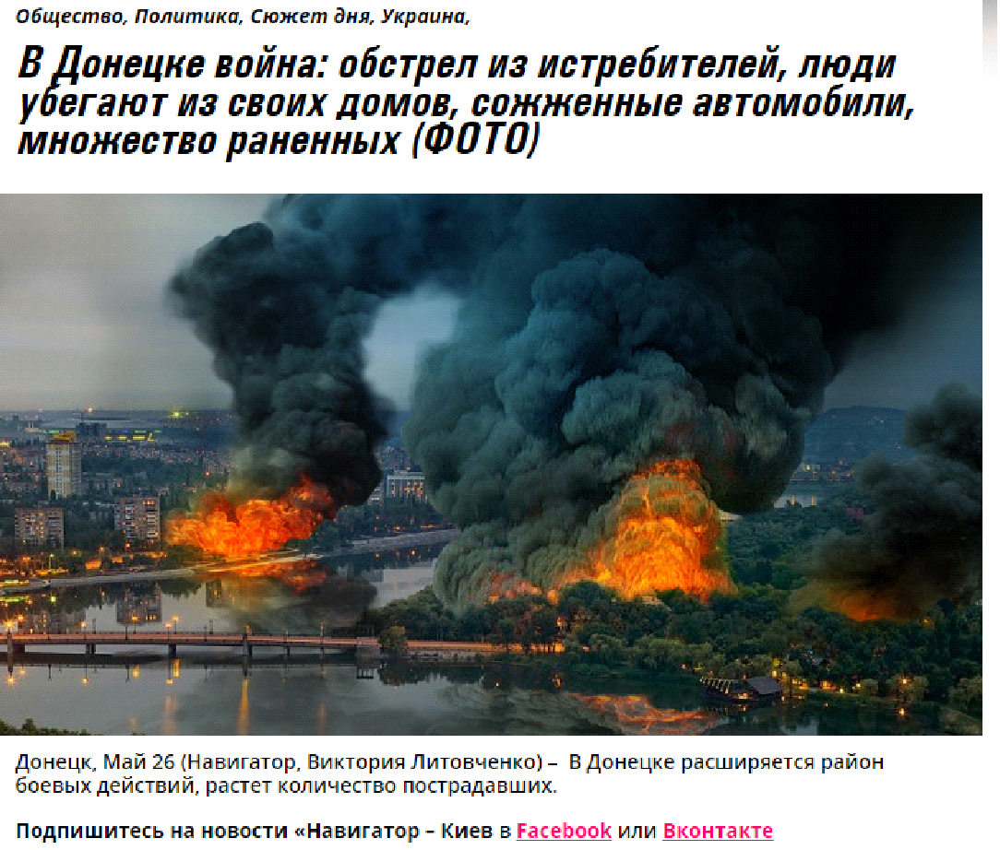 Общество, Политика, Сюжет дня, Украина,
В Донецке война: обстрел из истребителей, люди
убегают из своих домов, сожженные автомобили,
множество раненных (ФОТО)
Донецк, Май 26 (Навигатор, Виктория Литовченко) – В Донецке расширяется район
боевых действий, растет количество пострадавших.
Подпишитесь на новости «Навигатор – Киев в Facebook или Вконтакте